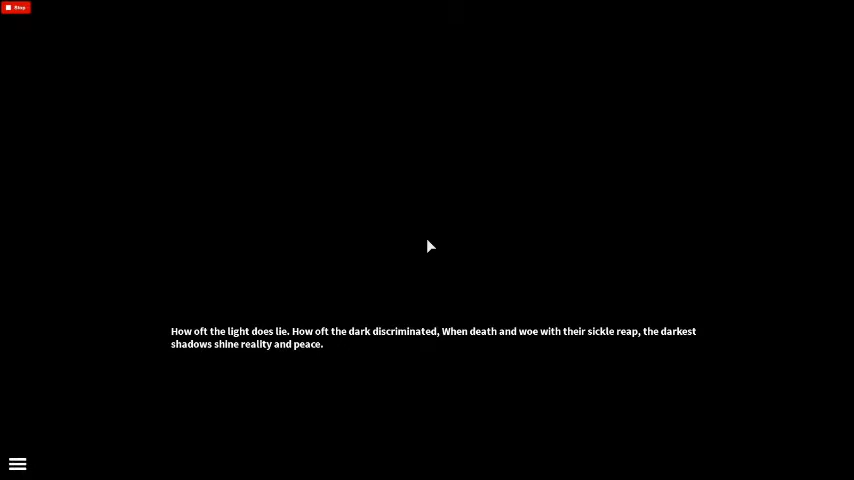 Stop
How oft the light does lie. How oft the dark discriminated, When death and woe with their sickle reap, the darkest
shadows shine reality and peace.